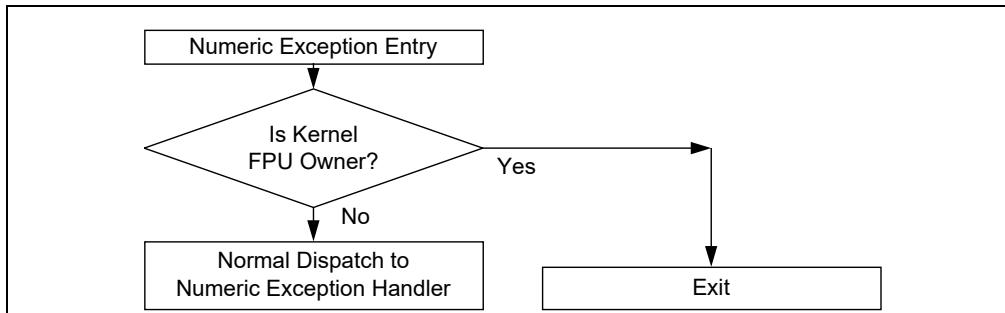 Numeric Exception Entry
Is Kernel
FPU Owner?
Yes
No
Normal Dispatch to
Numeric Exception Handler
Exit